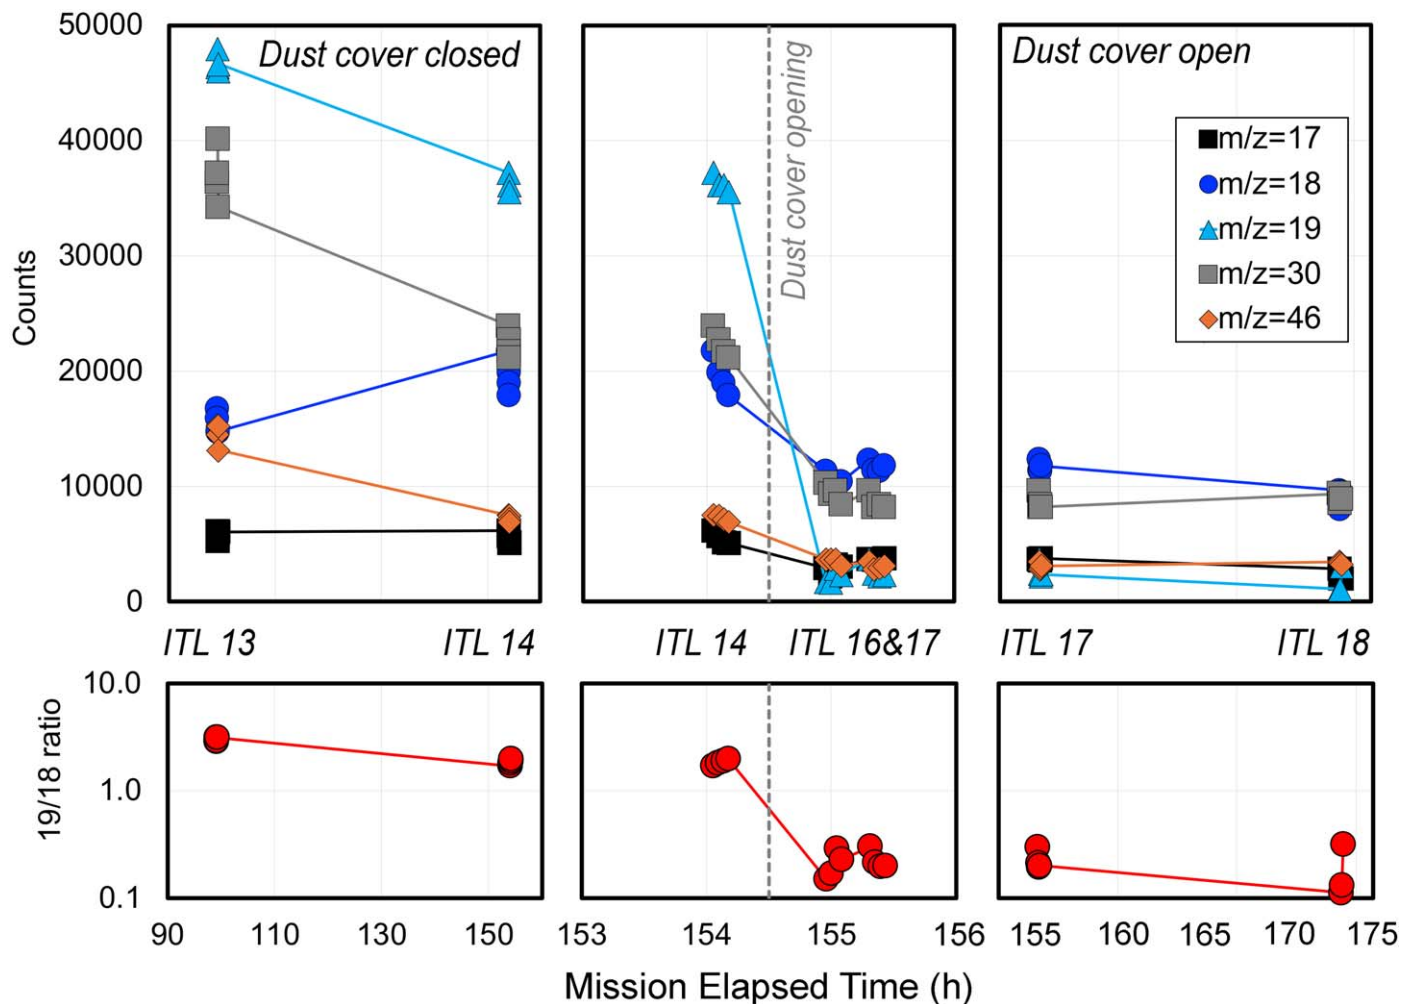 50000
40000
30000
20000
10000
0
Counts
Dust cover closed
Dust cover opening
Dust cover open
m/z=17
m/z=18
m/z=19
m/z=30
m/z=46
ITL 13
ITL 14
ITL 14
ITL 16&17
ITL 17
ITL 18
10.0
1.0
0.1
19/18 ratio
90
110
130
150
153
154
155
156
155
160
165
170
175
Mission Elapsed Time (h)